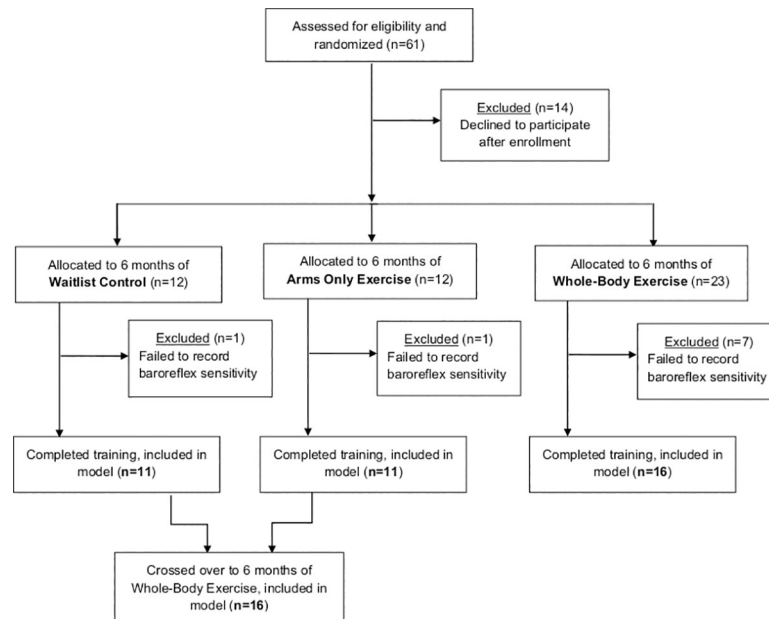 Assessed for eligibility and
randomized (n=61)
Excluded (n=14)
Declined to participate
after enrollment
Allocated to 6 months of
Waitlist Control (n=12)
Allocated to 6 months of
Arms Only Exercise (n=12)
Allocated to 6 months of
Whole-Body Exercise (n=23)
Excluded (n=1)
Failed to record
baroreflex sensitivity
Excluded (n=1)
Failed to record
baroreflex sensitivity
Excluded (n=7)
Failed to record
baroreflex sensitivity
Completed training, included in
model (n=11)
Completed training, included in
model (n=11)
Completed training, included in
model (n=16)
Crossed over to 6 months of
Whole-Body Exercise, included in
model (n=16)